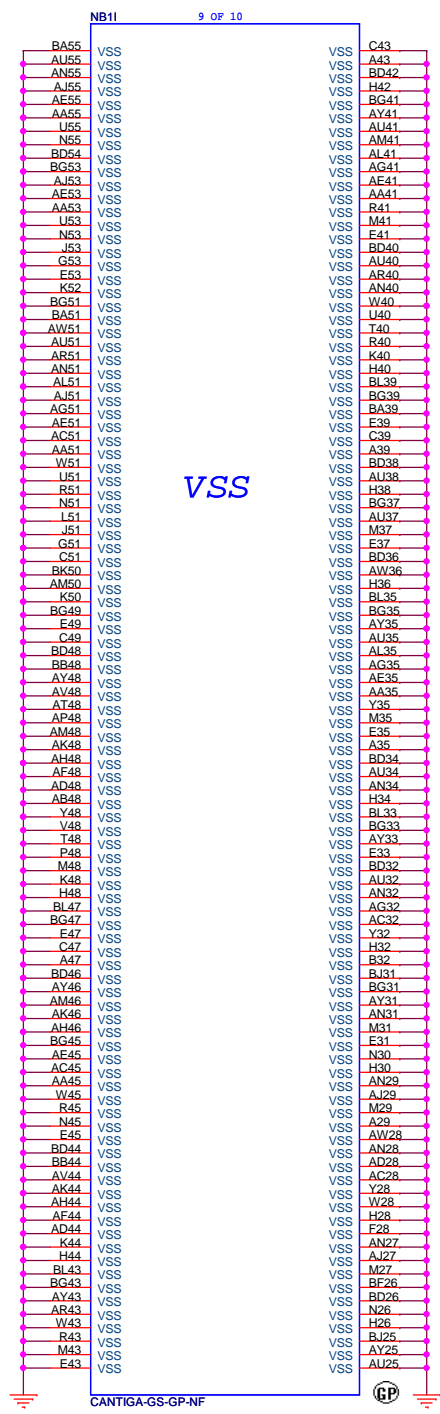 NB1I 9 OF 10
BA55 VSS VSS C43
AU55 VSS VSS A43
AN55 VSS VSS BD42
AJ55 VSS VSS H42
AE55 VSS VSS BG41
AA55 VSS VSS AY41
U55 VSS VSS AU41
N55 VSS VSS AM41
BD54 VSS VSS AL41
BG53 VSS VSS AG41
AJ53 VSS VSS AE41
AE53 VSS VSS AA41
AA53 VSS VSS R41
U53 VSS VSS M41
N53 VSS VSS E41
J53 VSS VSS BD40
G53 VSS VSS AU40
E53 VSS VSS AR40
K52 VSS VSS AN40
BG51 VSS VSS W40
BA51 VSS VSS U40
AW51 VSS VSS T40
AU51 VSS VSS R40
AR51 VSS VSS K40
AN51 VSS VSS H40
AL51 VSS VSS BL39
AJ51 VSS VSS BG39
AG51 VSS VSS BA39
AE51 VSS VSS E39
AC51 VSS VSS C39
AA51 VSS VSS A39
W51 VSS VSS BD38
U51 VSS VSS AU38
VSS
R51 VSS VSS H38
N51 VSS VSS BG37
L51 VSS VSS AU37
J51 VSS VSS M37
G51 VSS VSS E37
C51 VSS VSS BD36
BK50 VSS VSS AW36
AM50 VSS VSS H36
K50 VSS VSS BL35
BG49 VSS VSS BG35
E49 VSS VSS AY35
C49 VSS VSS AU35
BD48 VSS VSS AL35
BB48 VSS VSS AG35
AY48 VSS VSS AE35
AV48 VSS VSS AA35
AT48 VSS VSS Y35
AP48 VSS VSS M35
AM48 VSS VSS E35
AK48 VSS VSS A35
AH48 VSS VSS BD34
AF48 VSS VSS AU34
AD48 VSS VSS AN34
AB48 VSS VSS H34
Y48 VSS VSS BL33
V48 VSS VSS BG33
T48 VSS VSS AY33
P48 VSS VSS E33
M48 VSS VSS BD32
K48 VSS VSS AU32
H48 VSS VSS AN32
BL47 VSS VSS AG32
BG47 VSS VSS AC32
E47 VSS VSS Y32
C47 VSS VSS H32
A47 VSS VSS B32
BD46 VSS VSS BJ31
AY46 VSS VSS BG31
AM46 VSS VSS AY31
AK46 VSS VSS AN31
AH46 VSS VSS M31
BG45 VSS VSS E31
AE45 VSS VSS N30
AC45 VSS VSS H30
AA45 VSS VSS AN29
W45 VSS VSS AJ29
R45 VSS VSS M29
N45 VSS VSS A29
E45 VSS VSS AW28
BD44 VSS VSS AN28
BB44 VSS VSS AD28
AV44 VSS VSS AC28
AK44 VSS VSS Y28
AH44 VSS VSS W28
AF44 VSS VSS H28
AD44 VSS VSS F28
K44 VSS VSS AN27
H44 VSS VSS AJ27
BL43 VSS VSS M27
BG43 VSS VSS BF26
AY43 VSS VSS BD26
AR43 VSS VSS N26
W43 VSS VSS H26
R43 VSS VSS BJ25
M43 VSS VSS AY25
E43 VSS VSS AU25
GP
CANTIGA-GS-GP-NF